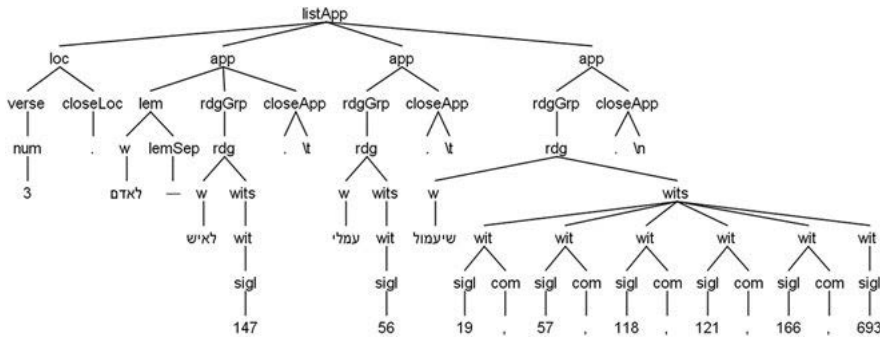 listApp
loc app app app
verse closeLoc lem rdgGrp closeApp rdgGrp closeApp rdgGrp closeApp
num . w lemSep rdg . \t rdg . \t rdg . \n
3 לאדם — w wits w wits w wits
לאיש wit עמלי wit שיעמול wit wit wit wit wit wit
sigl sigl sigl com sigl com sigl com sigl com sigl com sigl
147 56 19 , 57 , 118 , 121 , 166 , 693